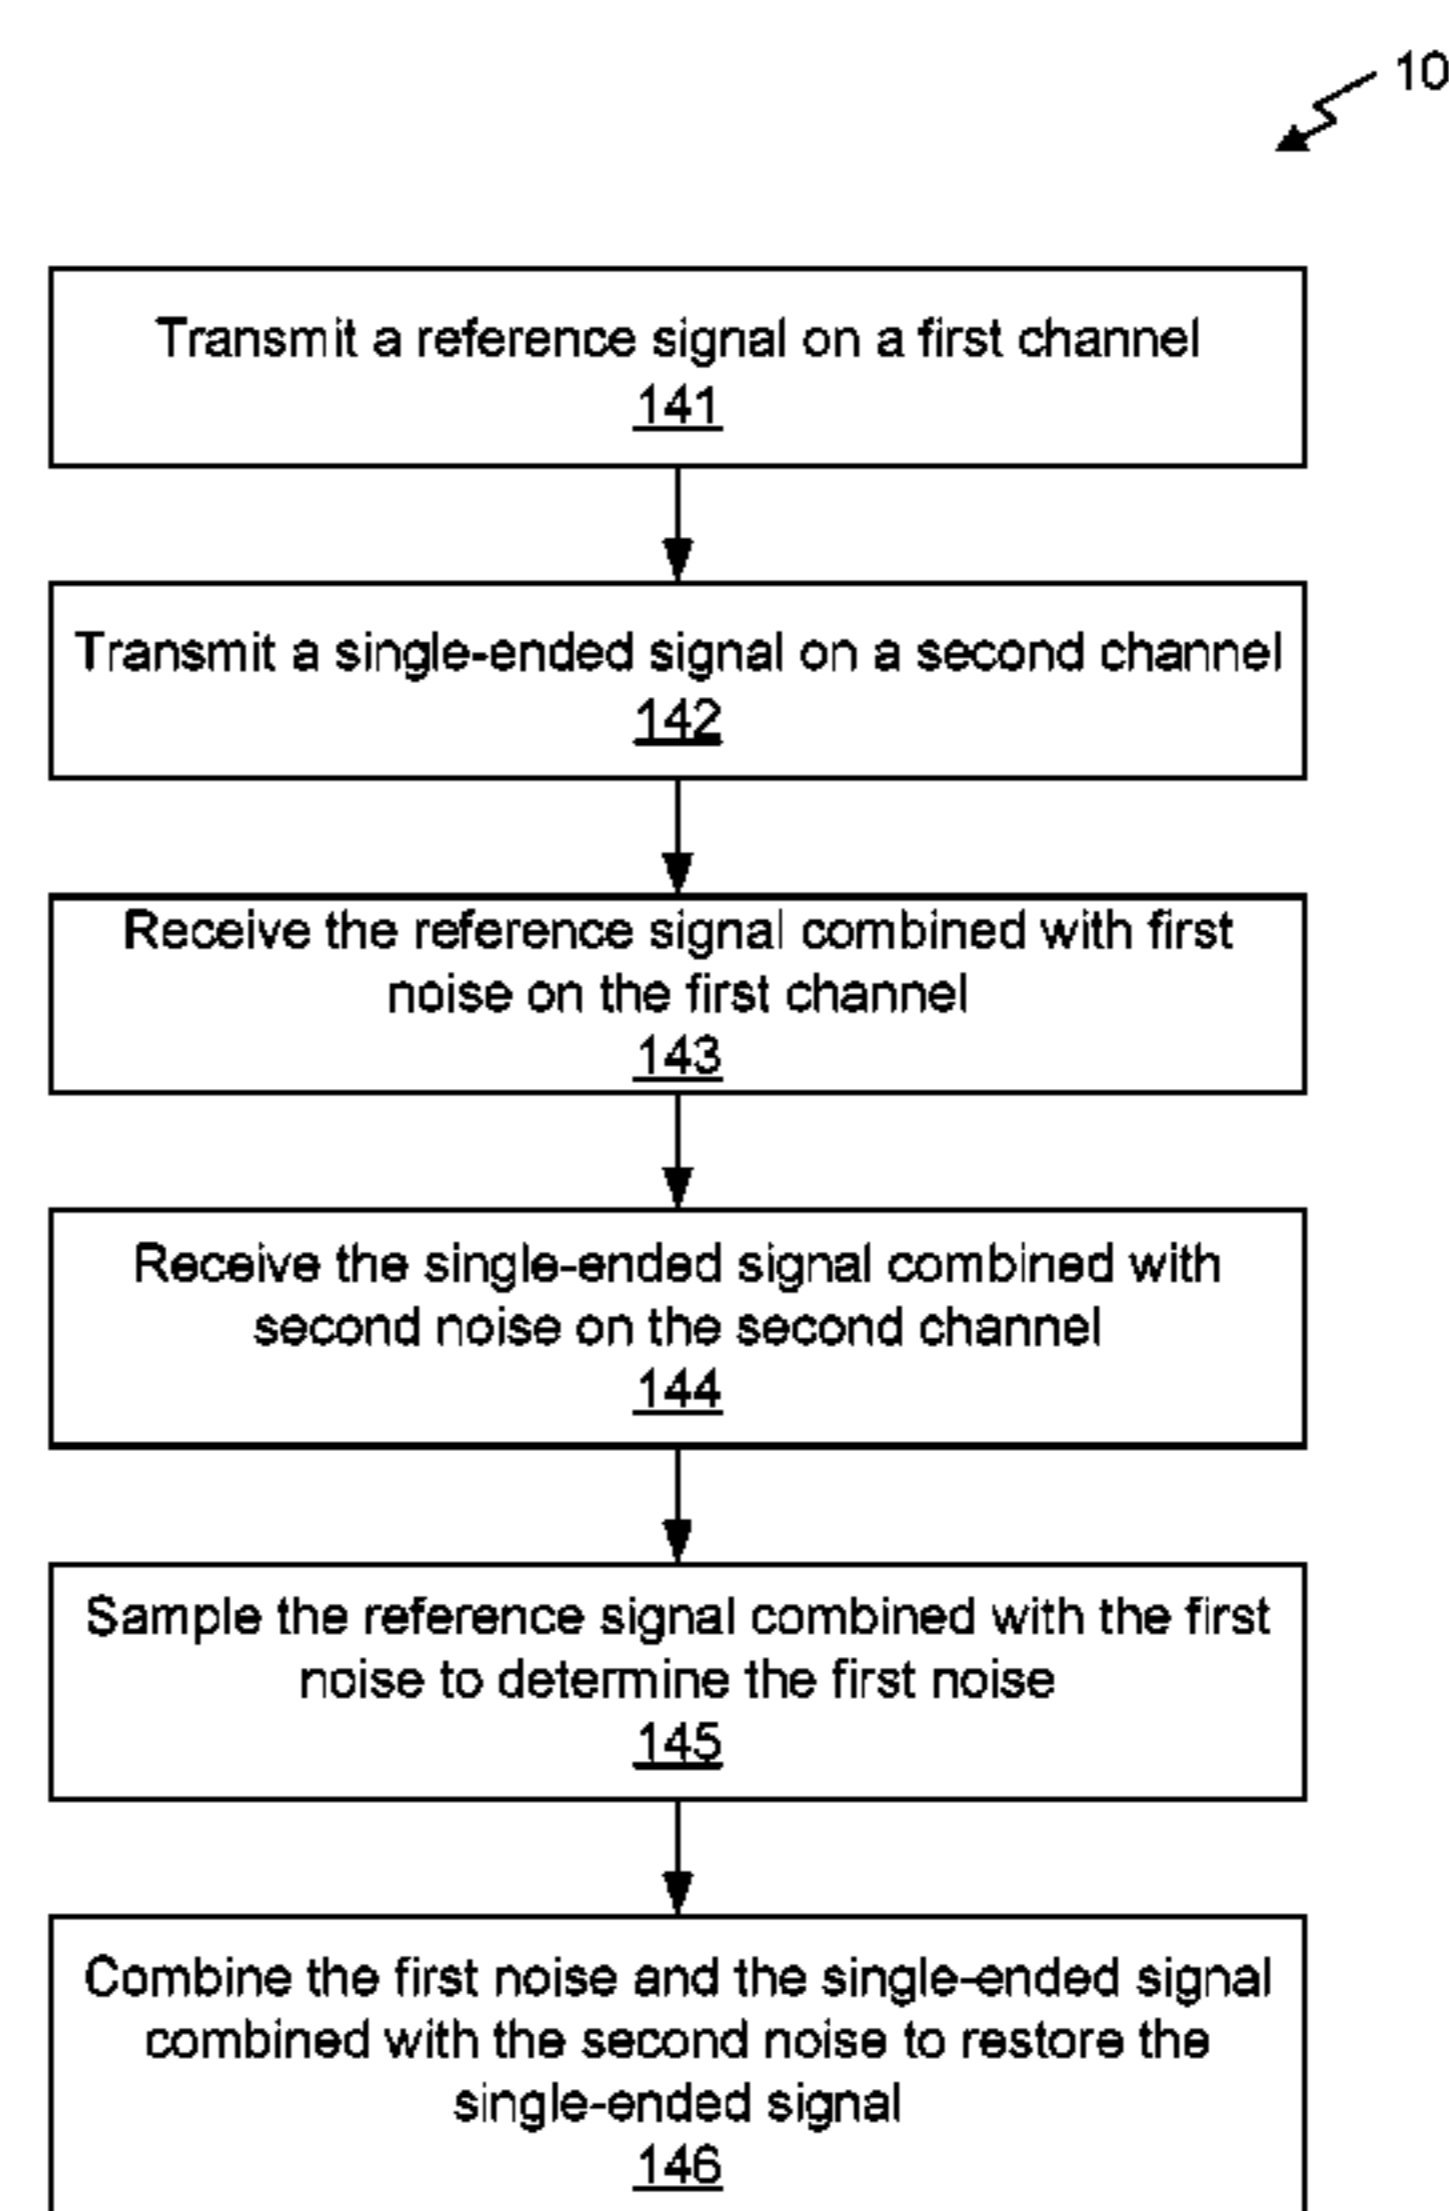 10
Transmit a reference signal on a first channel
141
Transmit a single-ended signal on a second channel
142
Receive the reference signal combined with first
noise on the first channel
143
Receive the single-ended signal combined with
second noise on the second channel
144
Sample the reference signal combined with the first
noise to determine the first noise
145
Combine the first noise and the single-ended signal
combined with the second noise to restore the
single-ended signal
146